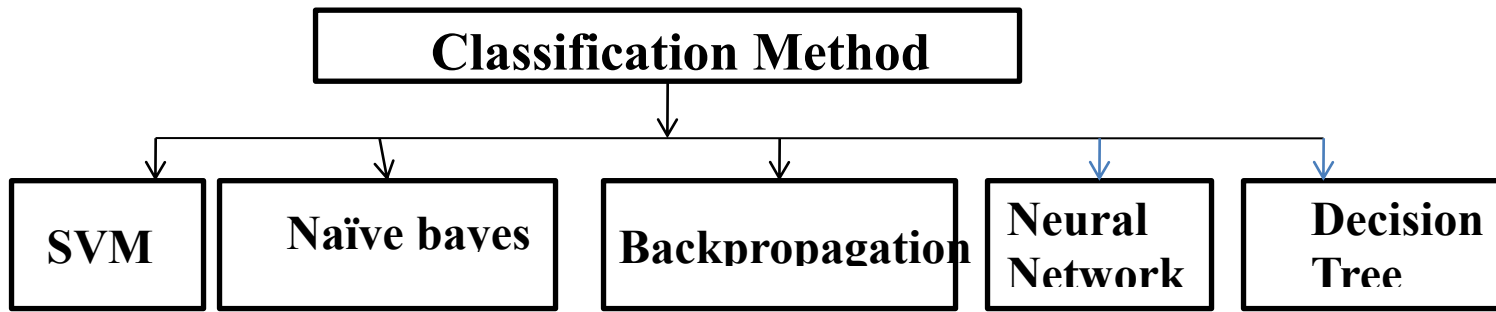 Classification Method
SVM
Naïve bayes
Backpropagation
Neural
Network
Decision
Tree